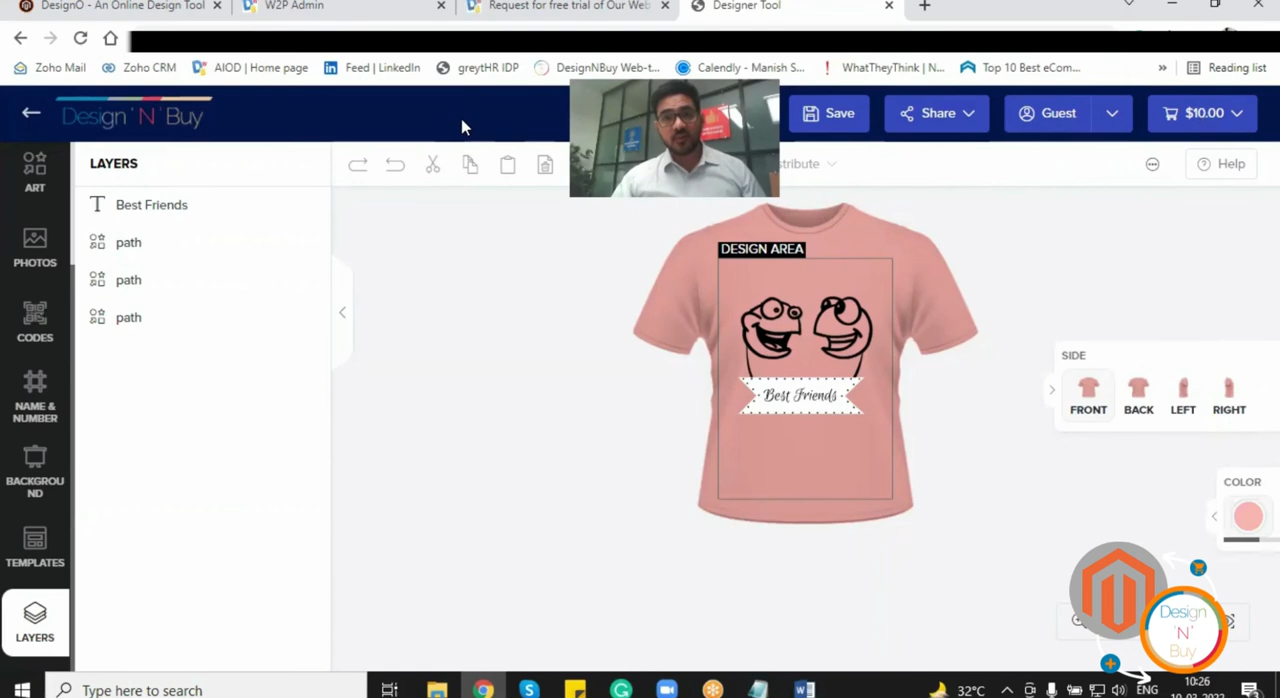 DesignO - An Online Design Tool
W2P Admin
Request for free trial of Our Web
Designer Tool
Zoho Mail
Zoho CRM
AIOD | Home page
Feed | LinkedIn
greytHR IDP
DesignNBuy Web-t...
Calendly - Manish S...
WhatTheyThink | N...
Top 10 Best eCom...
»
Reading list
Design 'N' Buy
Save
Share
Guest
$10.00
ART
PHOTOS
CODES
NAME &
NUMBER
BACKGROU
ND
TEMPLATES
LAYERS
LAYERS
Best Friends
path
path
path
tribute
Help
DESIGN AREA
Best Friends
SIDE
FRONT
BACK
LEFT
RIGHT
COLOR
Design
'N'
Buy
Type here to search
32°C
ENG
10:26